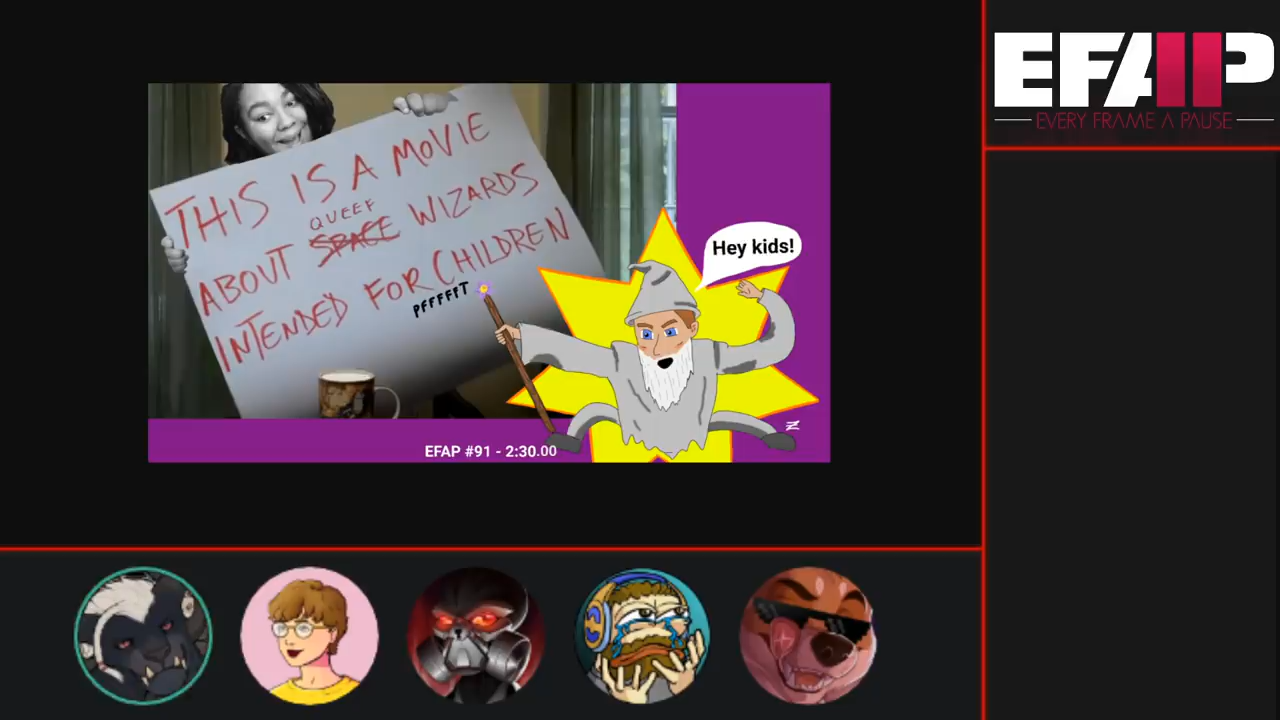 THIS IS A MOVIE
QUEEF
ABOUT SPACE WIZARDS
INTENDED FOR CHILDREN
PFFFFFT
Hey kids!
EFAP #91 - 2:30.00
Z
EFAP
EVERY FRAME A PAUSE